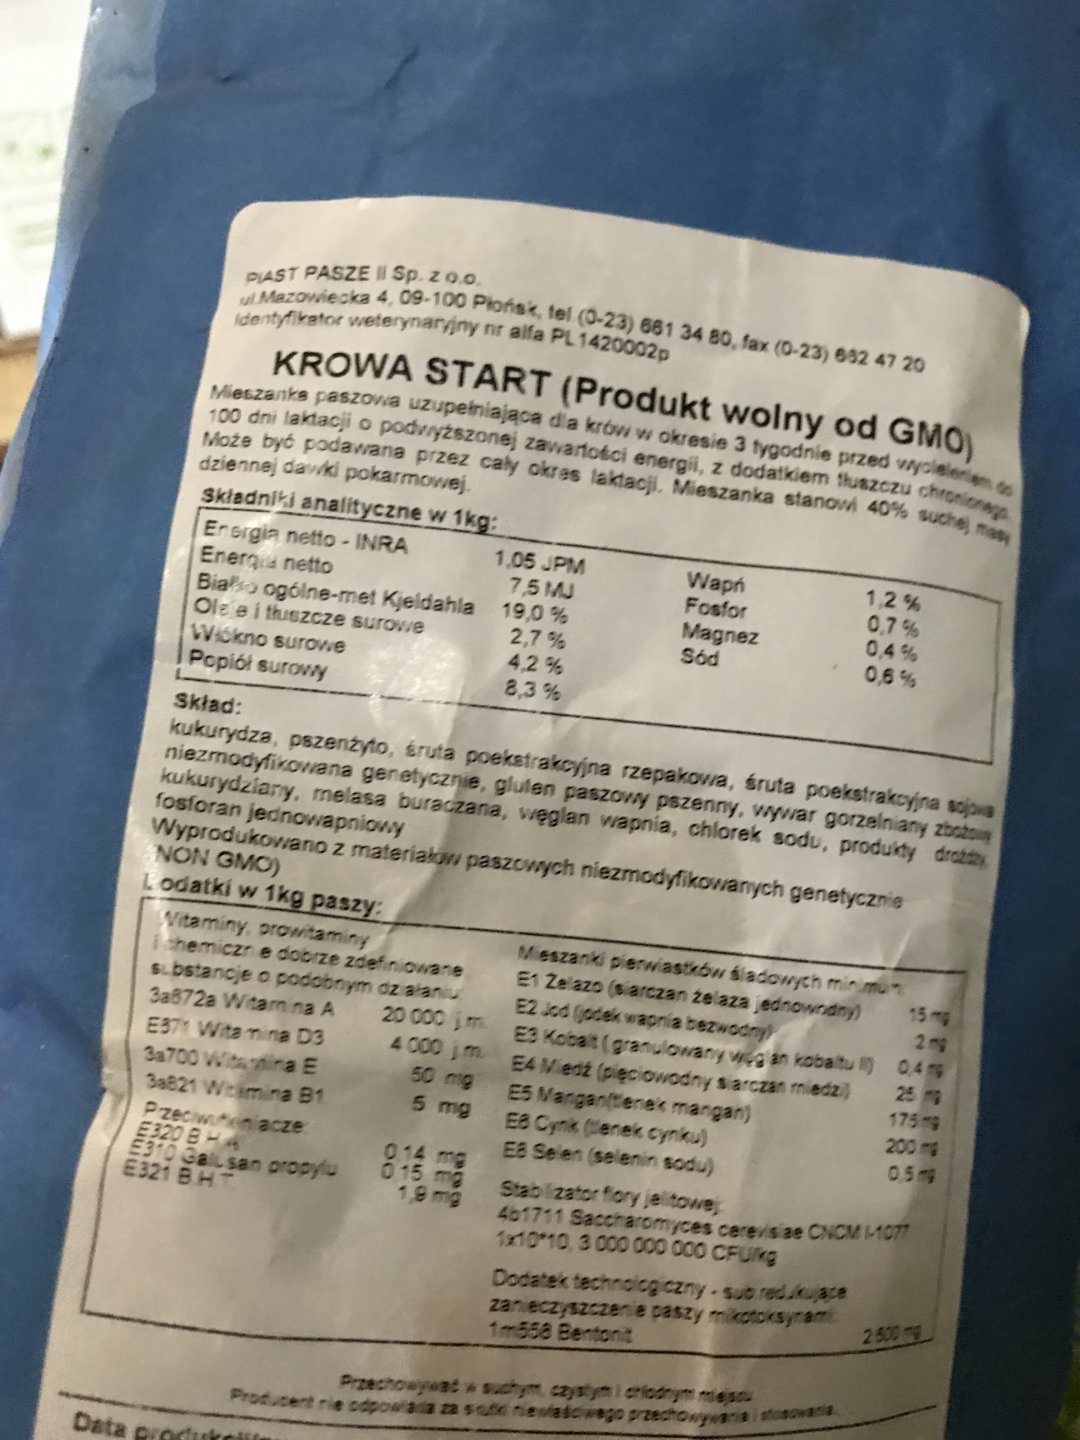 PIAST PASZE II Sp. z o.o.
ul.Mazowiecka 4, 09-100 Płońsk, tel (0-23) 661 34 80, fax (0-23) 662 47 20
Identyfikator weterynaryjny nr alfa PL1420002p
KROWA START (Produkt wolny od GMO)
Mieszanka paszowa uzupełniająca dla krów w okresie 3 tygodnie przed wycieleniem do
100 dni laktacji o podwyższonej zawartości energii, z dodatkiem tłuszczu chronionego.
Może być podawana przez cały okres laktacji. Mieszanka stanowi 40% suchej masy
dziennej dawki pokarmowej.
Składniki analityczne w 1kg:
Energia netto - INRA 1,05 JPM Wapń 1,2 %
Energia netto 7,5 MJ Fosfor 0,7 %
Białko ogólne-met Kjeldahla 19,0 % Magnez 0,4 %
Oleje i tłuszcze surowe 2,7 % Sód 0,6 %
Włókno surowe 4,2 %
Popiół surowy 8,3 %
Skład:
kukurydza, pszenżyto, śruta poekstrakcyjna rzepakowa, śruta poekstrakcyjna sojowa
niezmodyfikowana genetycznie, gluten paszowy pszenny, wywar gorzelniany zbożowy
kukurydziany, melasa buraczana, węglan wapnia, chlorek sodu, produkty drożdży,
fosforan jednowapniowy
Wyprodukowano z materiałów paszowych niezmodyfikowanych genetycznie
(NON GMO)
Dodatki w 1kg paszy:
Witaminy, prowitaminy
i chemicznie dobrze zdefiniowane
substancje o podobnym działaniu:
3a672a Witamina A 20 000 j.m.
E671 Witamina D3 4 000 j.m.
3a700 Witamina E 50 mg
3a821 Witamina B1 5 mg
Przeciwutleniacze:
E320 B.H.A 0,14 mg
E310 Galusan propylu 0,15 mg
E321 B.H.T. 1,9 mg
Mieszanki pierwiastków śladowych minimum:
E1 Żelazo (siarczan żelaza jednowodny) 15 mg
E2 Jod (jodek wapnia bezwodny) 2 mg
E3 Kobalt (granulowany węglan kobaltu II) 0,4 mg
E4 Miedź (pięciowodny siarczan miedzi) 25 mg
E5 Mangan(tlenek mangan) 175 mg
E6 Cynk (tlenek cynku) 200 mg
E8 Selen (selenin sodu) 0,5 mg
Stabilizator flory jelitowej:
4b1711 Saccharomyces cerevisiae CNCM I-1077
1x10*10, 3 000 000 000 CFU/kg
Dodatek technologiczny - sub.redukujące
zanieczyszczenie paszy mikotoksynami:
1m558 Bentonit 2 500 mg
Przechowywać w suchym, czystym i chłodnym miejscu
Producent nie odpowiada za skutki niewłaściwego przechowywania i stosowania.
Data